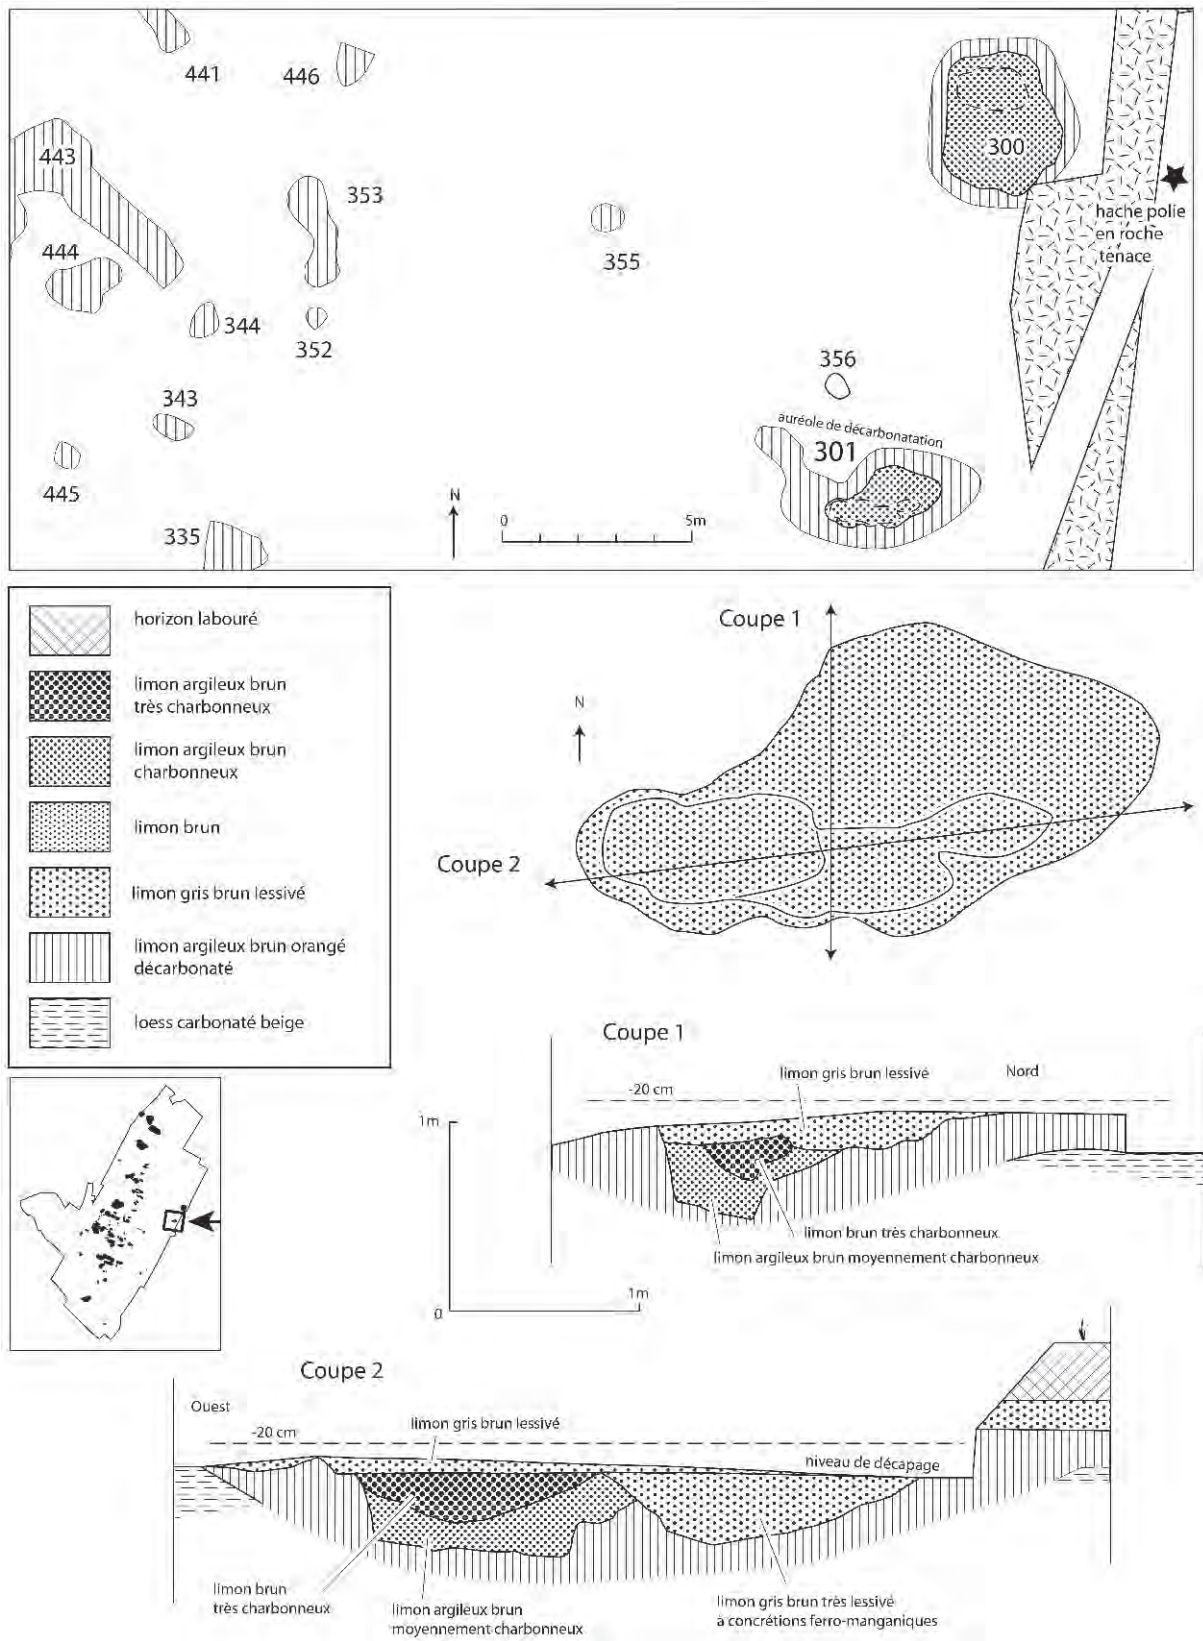 441
446
443
353
300
hache polie
en roche
tenace
444
355
344
352
356
343
auréole de décarbonatation
301
445
335
N
0
5m
horizon labouré
limon argileux brun
très charbonneux
limon argileux brun
charbonneux
limon brun
limon gris brun lessivé
limon argileux brun orangé
décarbonaté
loess carbonaté beige
Coupe 1
N
Coupe 2
Coupe 1
limon gris brun lessivé
Nord
-20 cm
1m
limon brun très charbonneux
limon argileux brun moyennement charbonneux
0
1m
Coupe 2
Ouest
-20 cm
limon gris brun lessivé
niveau de décapage
limon brun
très charbonneux
limon argileux brun
moyennement charbonneux
limon gris brun très lessivé
à concrétions ferro-manganiques